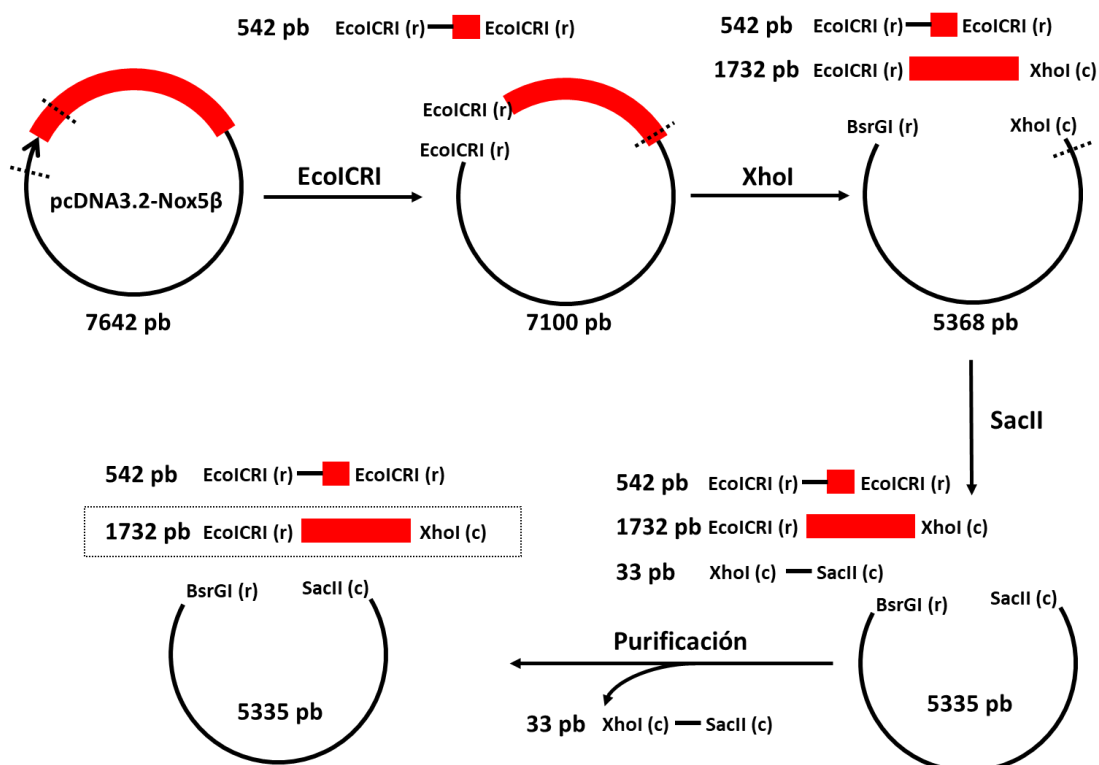 542 pb EcoICRI (r) EcoICRI (r)
pcDNA3.2-Nox5β
7642 pb
EcoICRI
EcoICRI (r)
EcoICRI (r)
7100 pb
XhoI
542 pb EcoICRI (r) EcoICRI (r)
1732 pb EcoICRI (r) XhoI (c)
BsrGI (r) XhoI (c)
5368 pb
SacII
542 pb EcoICRI (r) EcoICRI (r)
1732 pb EcoICRI (r) XhoI (c)
33 pb XhoI (c) SacII (c)
BsrGI (r) SacII (c)
5335 pb
Purificación
33 pb XhoI (c) SacII (c)
542 pb EcoICRI (r) EcoICRI (r)
1732 pb EcoICRI (r) XhoI (c)
BsrGI (r) SacII (c)
5335 pb